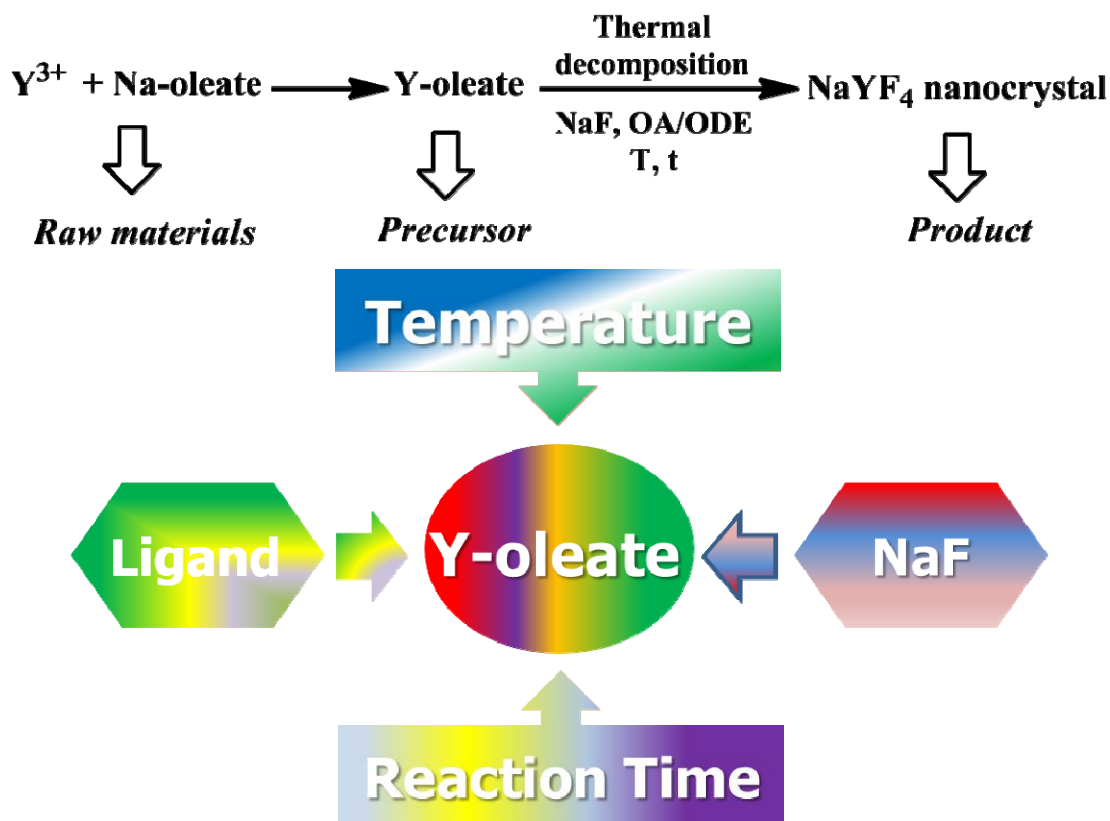 Thermal
decomposition
Y³⁺ + Na-oleate Y-oleate NaYF₄ nanocrystal
NaF, OA/ODE
T, t
Raw materials Precursor Product
Temperature
Ligand Y-oleate NaF
Reaction Time